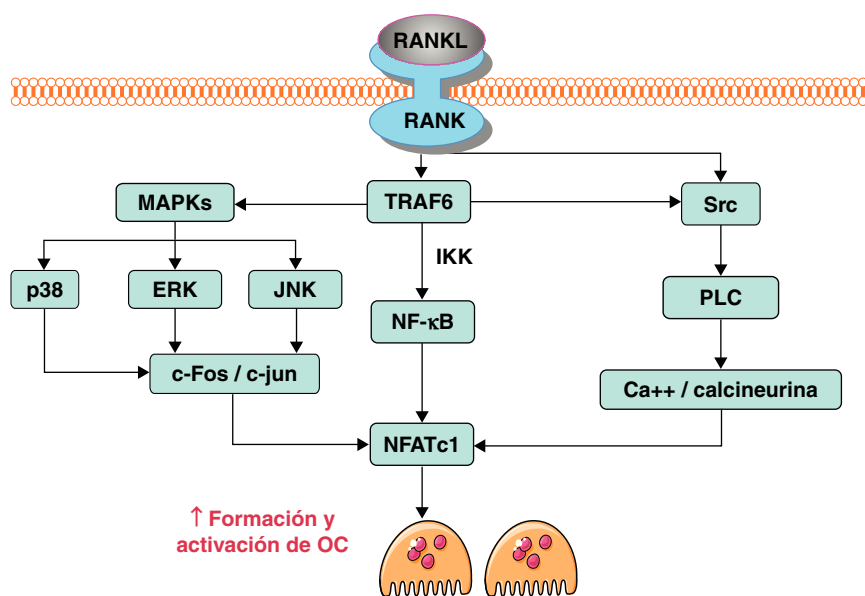 RANKL
RANK
MAPKs
TRAF6
Src
IKK
p38
ERK
JNK
NF-κB
PLC
c-Fos / c-jun
Ca++ / calcineurina
NFATc1
↑ Formación y
activación de OC